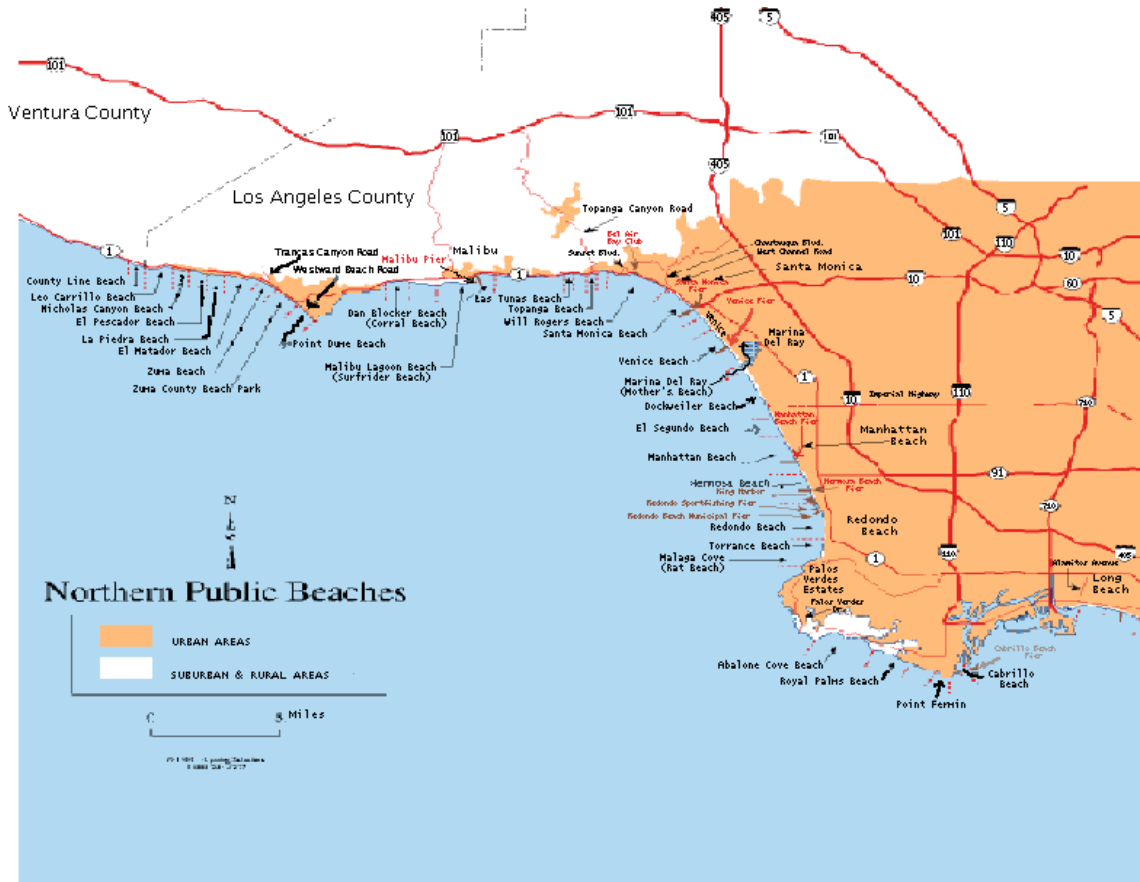 405
5
101
Ventura County
101
101
101
405
Los Angeles County
5
101
110
10
Topanga Canyon Road
Bel Air
Bay Club
Sunset Blvd.
Chautauqua Blvd.
West Channel Road
Santa Monica
Santa Monica
Pier
Venice Pier
10
10
60
5
1
Trancas Canyon Road
Westward Beach Road
Malibu Pier
Malibu
1
County Line Beach
Leo Carrillo Beach
Nicholas Canyon Beach
El Pescador Beach
La Piedra Beach
El Matador Beach
Zuma Beach
Zuma County Beach Park
Point Dume Beach
Dan Blocker Beach
(Corral Beach)
Malibu Lagoon Beach
(Surfrider Beach)
Las Tunas Beach
Topanga Beach
Will Rogers Beach
Santa Monica Beach
Venice
Marina
Del Ray
Venice Beach
Marina Del Ray
(Mother's Beach)
1
10
Imperial Highway
110
710
Dockweiler Beach
El Segundo Beach
Manhattan
Beach Pier
Manhattan
Beach
Manhattan Beach
91
Hermosa Beach
King Harbor
Hermosa Beach
Pier
Redondo Sportfishing Pier
Redondo Beach Municipal Pier
710
Redondo Beach
Redondo
Beach
Torrance Beach
Malaga Cove
(Rat Beach)
1
110
405
Alamitos Avenue
Long
Beach
Palos
Verdes
Estates
Palos Verdes
Dr.
Abalone Cove Beach
Royal Palms Beach
Point Fermin
Cabrillo Beach
Pier
Cabrillo
Beach
N
Northern Public Beaches
URBAN AREAS
SUBURBAN & RURAL AREAS
Miles